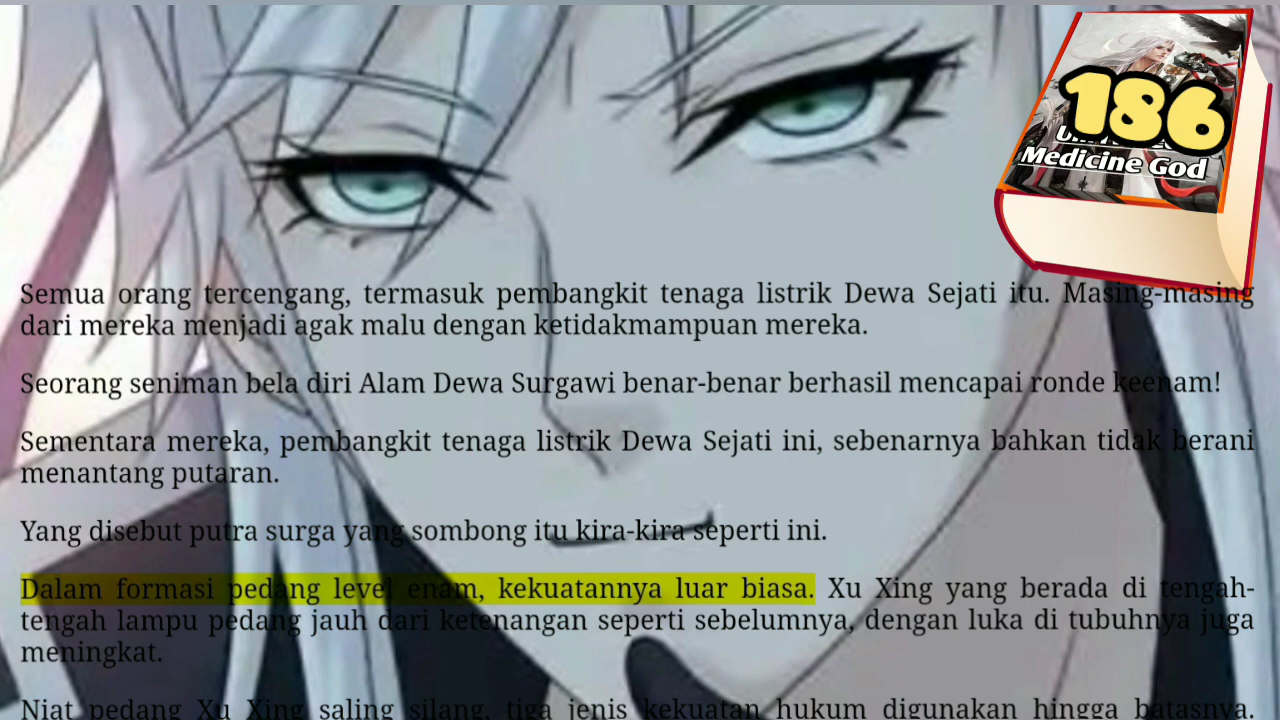 186
Medicine God
Semua orang tercengang, termasuk pembangkit tenaga listrik Dewa Sejati itu. Masing-masing
dari mereka menjadi agak malu dengan ketidakmampuan mereka.
Seorang seniman bela diri Alam Dewa Surgawi benar-benar berhasil mencapai ronde keenam!
Sementara mereka, pembangkit tenaga listrik Dewa Sejati ini, sebenarnya bahkan tidak berani
menantang putaran.
Yang disebut putra surga yang sombong itu kira-kira seperti ini.
Dalam formasi pedang level enam, kekuatannya luar biasa. Xu Xing yang berada di tengah-
tengah lampu pedang jauh dari ketenangan seperti sebelumnya, dengan luka di tubuhnya juga
meningkat.
Niat pedang Xu Xing saling silang, tiga jenis kekuatan hukum digunakan hingga batasnya.